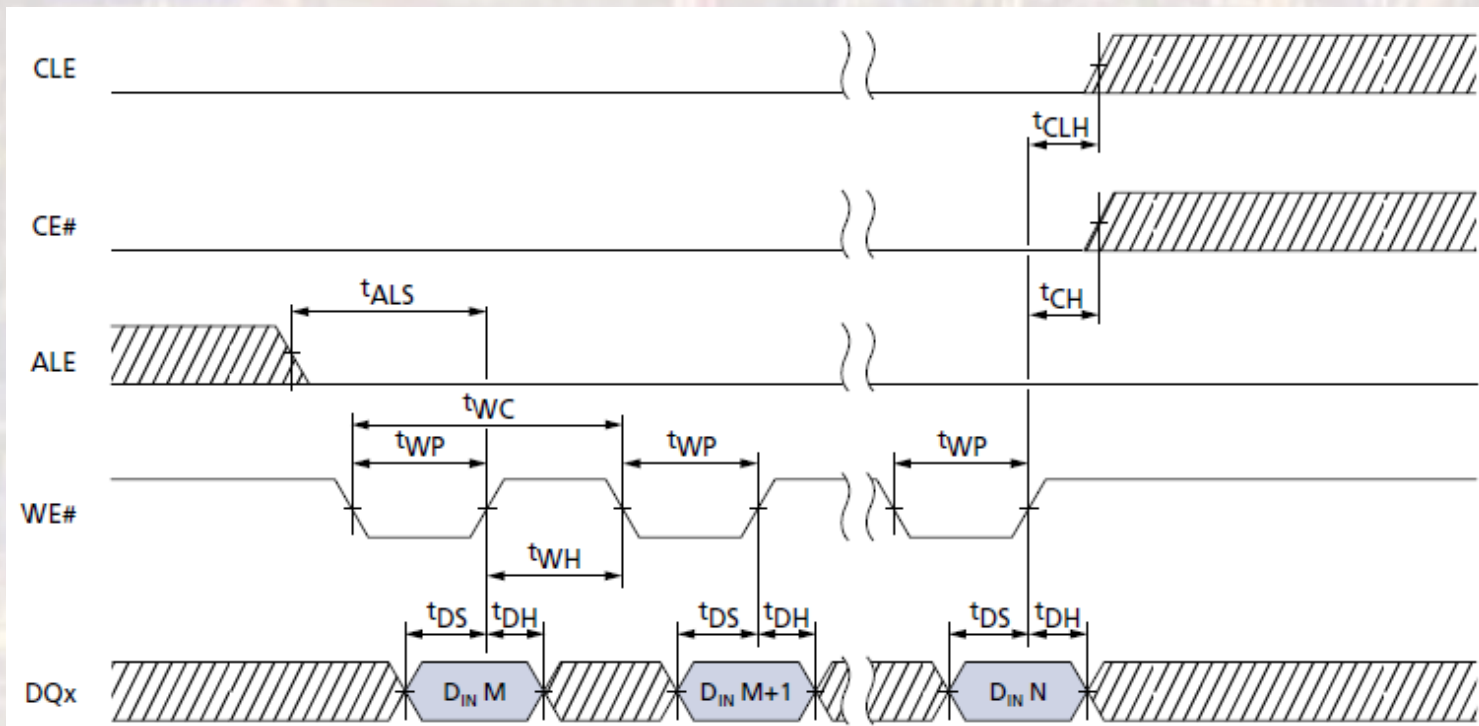 CLE
tCLH
CE#
tCH
tALS
ALE
tWC
tWP tWP tWP
WE#
tWH
tDS tDH tDS tDH tDS tDH
DQx DIN M DIN M+1 DIN N